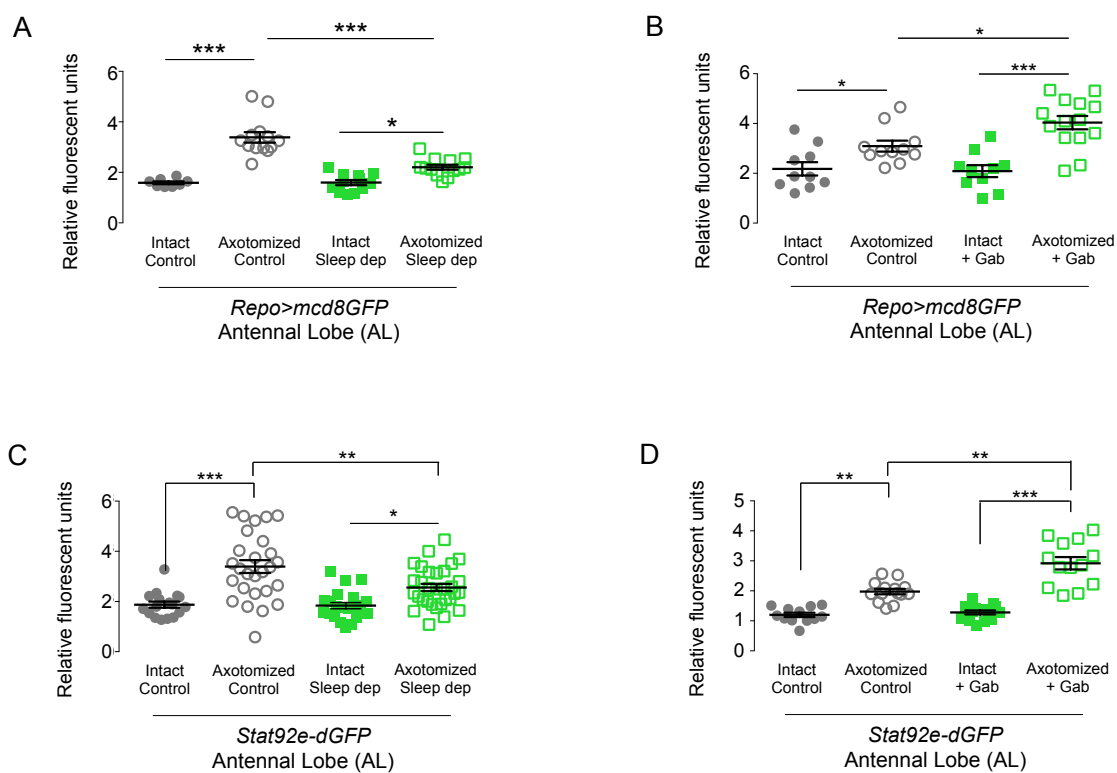 A
***
***
*
Relative fluorescent units
6
4
2
0
Intact Control
Axotomized Control
Intact Sleep dep
Axotomized Sleep dep
Repo>mcd8GFP
Antennal Lobe (AL)
B
*
*
***
Relative fluorescent units
6
4
2
0
Intact Control
Axotomized Control
Intact + Gab
Axotomized + Gab
Repo>mcd8GFP
Antennal Lobe (AL)
C
**
***
*
Relative fluorescent units
6
4
2
0
Intact Control
Axotomized Control
Intact Sleep dep
Axotomized Sleep dep
Stat92e-dGFP
Antennal Lobe (AL)
D
**
**
***
Relative fluorescent units
5
4
3
2
1
0
Intact Control
Axotomized Control
Intact + Gab
Axotomized + Gab
Stat92e-dGFP
Antennal Lobe (AL)